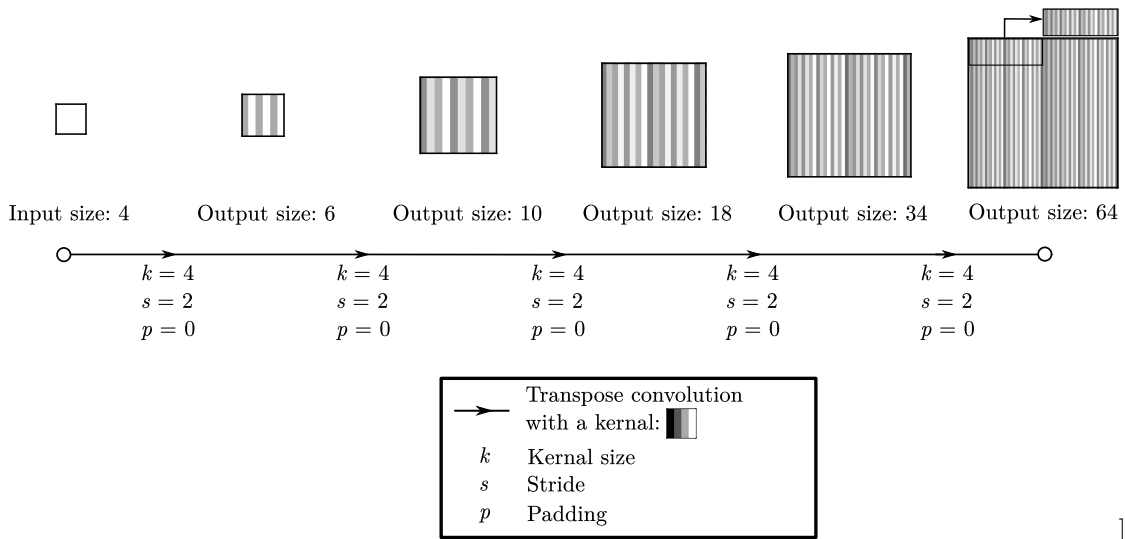 Input size: 4
Output size: 6
Output size: 10
Output size: 18
Output size: 34
Output size: 64
k = 4
s = 2
p = 0
k = 4
s = 2
p = 0
k = 4
s = 2
p = 0
k = 4
s = 2
p = 0
k = 4
s = 2
p = 0
Transpose convolution
with a kernal:
k Kernal size
s Stride
p Padding